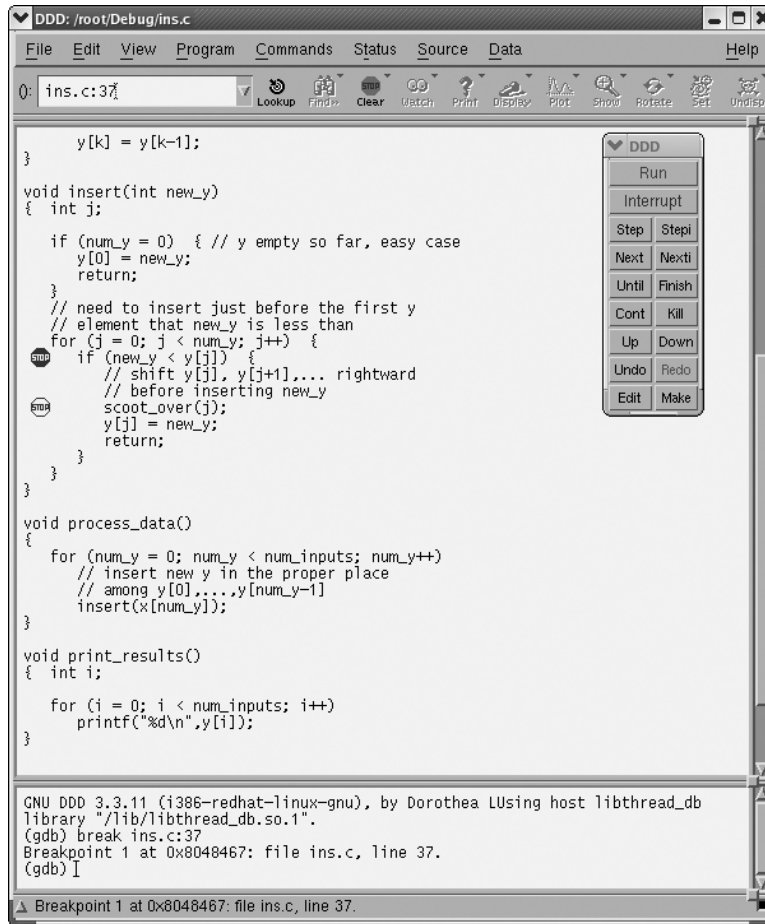 DDD: /root/Debug/ins.c
File Edit View Program Commands Status Source Data Help
(): ins.c:37
Lookup Find» Clear Watch Print Display Plot Show Rotate Set Undisp
y[k] = y[k-1];
}
void insert(int new_y)
{ int j;
if (num_y = 0) { // y empty so far, easy case
y[0] = new_y;
return;
}
// need to insert just before the first y
// element that new_y is less than
for (j = 0; j < num_y; j++) {
STOP if (new_y < y[j]) {
// shift y[j], y[j+1],... rightward
// before inserting new_y
STOP scoot_over(j);
y[j] = new_y;
return;
}
}
}
void process_data()
{
for (num_y = 0; num_y < num_inputs; num_y++)
// insert new y in the proper place
// among y[0],...,y[num_y-1]
insert(x[num_y]);
}
void print_results()
{ int i;
for (i = 0; i < num_inputs; i++)
printf("%d\n",y[i]);
}
DDD
Run
Interrupt
Step Stepi
Next Nexti
Until Finish
Cont Kill
Up Down
Undo Redo
Edit Make
GNU DDD 3.3.11 (i386-redhat-linux-gnu), by Dorothea LUsing host libthread_db
library "/lib/libthread_db.so.1".
(gdb) break ins.c:37
Breakpoint 1 at 0x8048467: file ins.c, line 37.
(gdb)
Breakpoint 1 at 0x8048467: file ins.c, line 37.